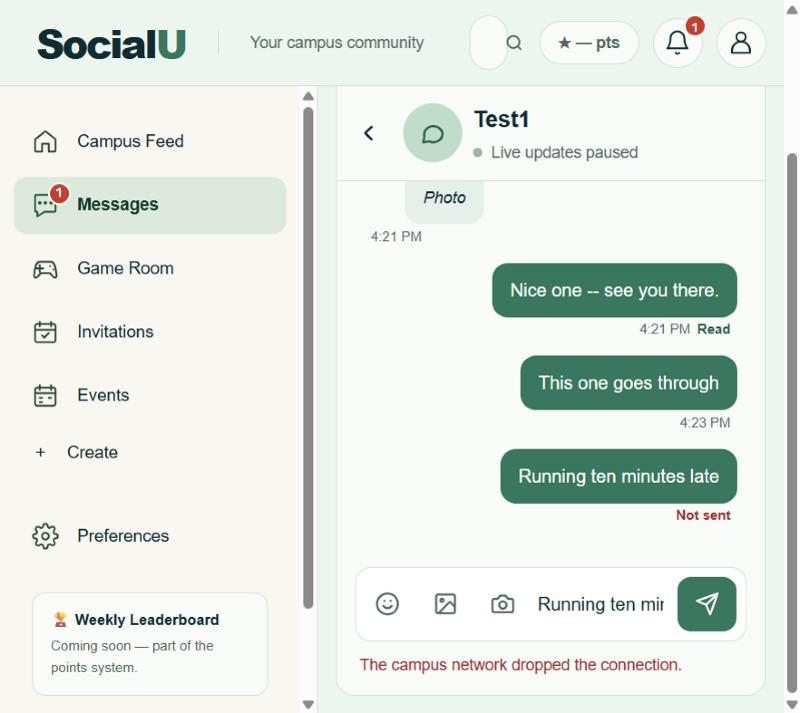 SocialU
Your campus community
★ — pts
1
Campus Feed
1
Messages
Game Room
Invitations
Events
+ Create
Preferences
🏆 Weekly Leaderboard
Coming soon — part of the
points system.
Test1
Live updates paused
Photo
4:21 PM
Nice one -- see you there.
4:21 PM Read
This one goes through
4:23 PM
Running ten minutes late
Not sent
Running ten mir
The campus network dropped the connection.